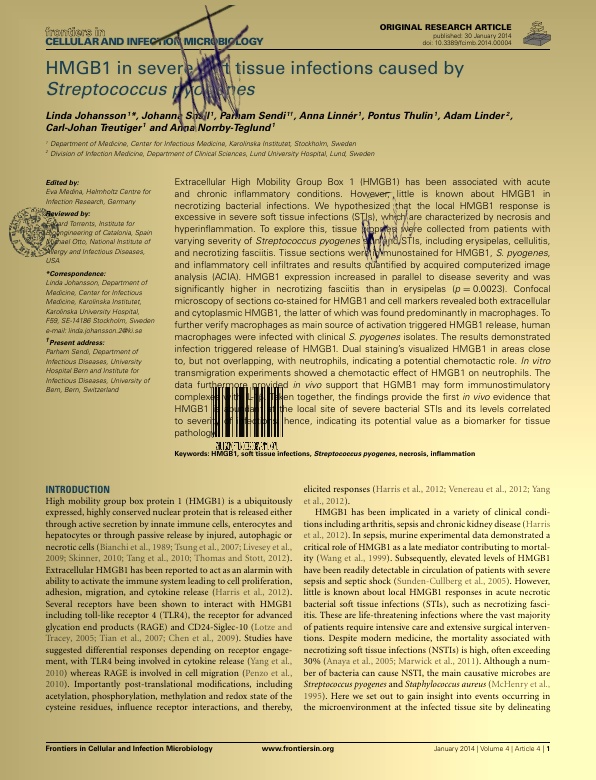 frontiers in
CELLULAR AND INFECTION MICROBIOLOGY
ORIGINAL RESEARCH ARTICLE
published: 30 January 2014
doi: 10.3389/fcimb.2014.00004
HMGB1 in severe soft tissue infections caused by
Streptococcus pyogenes
Linda Johansson1*, Johanna Snäll1, Parham Sendi1†, Anna Linnér1, Pontus Thulin1, Adam Linder2,
Carl-Johan Treutiger1 and Anna Norrby-Teglund1
1 Department of Medicine, Center for Infectious Medicine, Karolinska Institutet, Stockholm, Sweden
2 Division of Infection Medicine, Department of Clinical Sciences, Lund University Hospital, Lund, Sweden
Edited by:
Eva Medina, Helmholtz Centre for
Infection Research, Germany
Reviewed by:
Eduard Torrents, Institute for
Bioengineering of Catalonia, Spain
Michael Otto, National Institute of
Allergy and Infectious Diseases,
USA
*Correspondence:
Linda Johansson, Department of
Medicine, Center for Infectious
Medicine, Karolinska Institutet,
Karolinska University Hospital,
F59, SE-14186 Stockholm, Sweden
e-mail: linda.johansson.2@ki.se
†Present address:
Parham Sendi, Department of
Infectious Diseases, University
Hospital Bern and Institute for
Infectious Diseases, University of
Bern, Bern, Switzerland
Extracellular High Mobility Group Box 1 (HMGB1) has been associated with acute
and chronic inflammatory conditions. However, little is known about HMGB1 in
necrotizing bacterial infections. We hypothesized that the local HMGB1 response is
excessive in severe soft tissue infections (STIs), which are characterized by necrosis and
hyperinflammation. To explore this, tissue biopsies were collected from patients with
varying severity of Streptococcus pyogenes STIs, including erysipelas, cellulitis,
and necrotizing fasciitis. Tissue sections were immunostained for HMGB1, S. pyogenes,
and inflammatory cell infiltrates and results quantified by acquired computerized image
analysis (ACIA). HMGB1 expression increased in parallel to disease severity and was
significantly higher in necrotizing fasciitis than in erysipelas (p = 0.0023). Confocal
microscopy of sections co-stained for HMGB1 and cell markers revealed both extracellular
and cytoplasmic HMGB1, the latter of which was found predominantly in macrophages. To
further verify macrophages as main source of activation triggered HMGB1 release, human
macrophages were infected with clinical S. pyogenes isolates. The results demonstrated
infection triggered release of HMGB1. Dual staining's visualized HMGB1 in areas close
to, but not overlapping, with neutrophils, indicating a potential chemotactic role. In vitro
transmigration experiments showed a chemotactic effect of HMGB1 on neutrophils. The
data furthermore provided in vivo support that HGMB1 may form immunostimulatory
complexes with Taken together, the findings provide the first in vivo evidence that
HMGB1 is abundant at the local site of severe bacterial STIs and its levels correlated
to severity of infections; hence, indicating its potential value as a biomarker for tissue
pathology.
Keywords: HMGB1, soft tissue infections, Streptococcus pyogenes, necrosis, inflammation
INTRODUCTION
High mobility group box protein 1 (HMGB1) is a ubiquitously
expressed, highly conserved nuclear protein that is released either
through active secretion by innate immune cells, enterocytes and
hepatocytes or through passive release by injured, autophagic or
necrotic cells (Bianchi et al., 1989; Tsung et al., 2007; Livesey et al.,
2009; Skinner, 2010; Tang et al., 2010; Thomas and Stott, 2012).
Extracellular HMGB1 has been reported to act as an alarmin with
ability to activate the immune system leading to cell proliferation,
adhesion, migration, and cytokine release (Harris et al., 2012).
Several receptors have been shown to interact with HMGB1
including toll-like receptor 4 (TLR4), the receptor for advanced
glycation end products (RAGE) and CD24-Siglec-10 (Lotze and
Tracey, 2005; Tian et al., 2007; Chen et al., 2009). Studies have
suggested differential responses depending on receptor engage-
ment, with TLR4 being involved in cytokine release (Yang et al.,
2010) whereas RAGE is involved in cell migration (Penzo et al.,
2010). Importantly post-translational modifications, including
acetylation, phosphorylation, methylation and redox state of the
cysteine residues, influence receptor interactions, and thereby,
elicited responses (Harris et al., 2012; Venereau et al., 2012; Yang
et al., 2012).
HMGB1 has been implicated in a variety of clinical condi-
tions including arthritis, sepsis and chronic kidney disease (Harris
et al., 2012). In sepsis, murine experimental data demonstrated a
critical role of HMGB1 as a late mediator contributing to mortal-
ity (Wang et al., 1999). Subsequently, elevated levels of HMGB1
have been readily detectable in circulation of patients with severe
sepsis and septic shock (Sunden-Cullberg et al., 2005). However,
little is known about local HMGB1 responses in acute necrotic
bacterial soft tissue infections (STIs), such as necrotizing fasci-
itis. These are life-threatening infections where the vast majority
of patients require intensive care and extensive surgical interven-
tions. Despite modern medicine, the mortality associated with
necrotizing soft tissue infections (NSTIs) is high, often exceeding
30% (Anaya et al., 2005; Marwick et al., 2011). Although a num-
ber of bacteria can cause NSTI, the main causative microbes are
Streptococcus pyogenes and Staphylococcus aureus (McHenry et al.,
1995). Here we set out to gain insight into events occurring in
the microenvironment at the infected tissue site by delineating
Frontiers in Cellular and Infection Microbiology
www.frontiersin.org
January 2014 | Volume 4 | Article 4 | 1